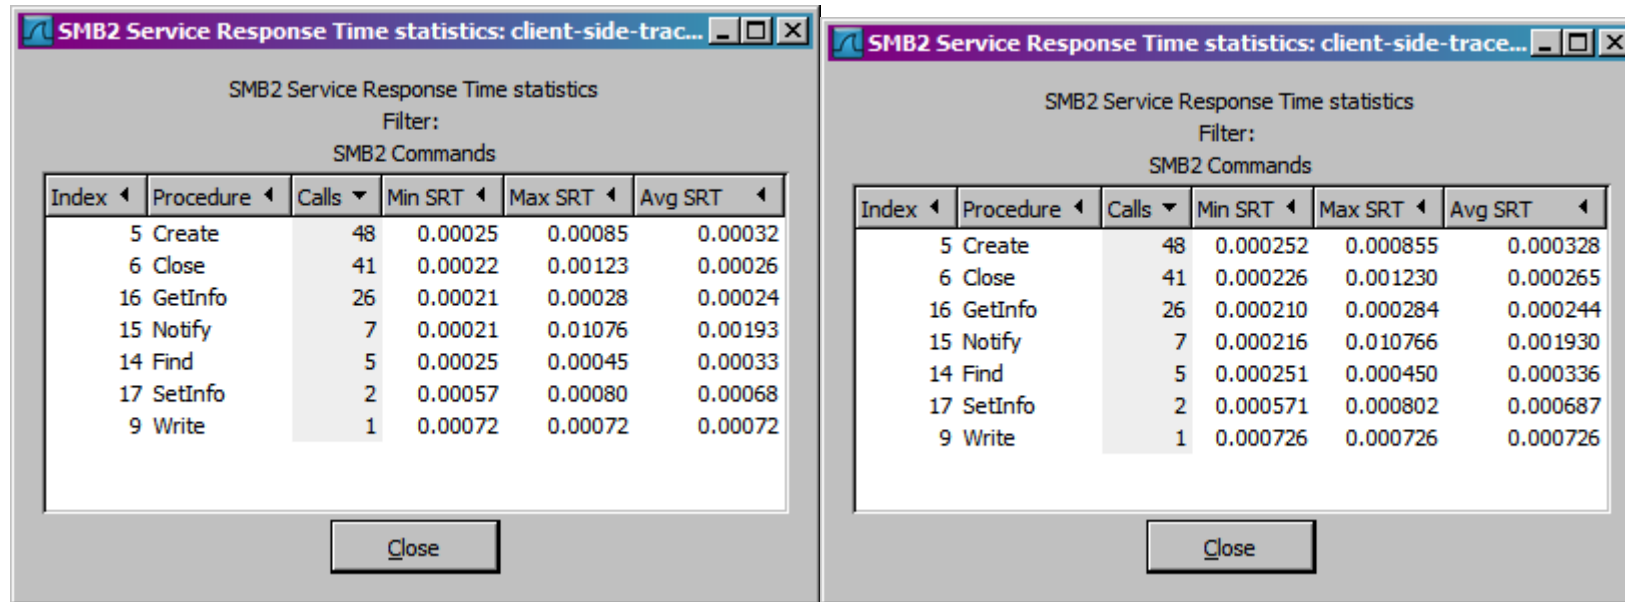 SMB2 Service Response Time statistics: client-side-trac...
SMB2 Service Response Time statistics
Filter:
SMB2 Commands
Index Procedure Calls Min SRT Max SRT Avg SRT
5 Create 48 0.00025 0.00085 0.00032
6 Close 41 0.00022 0.00123 0.00026
16 GetInfo 26 0.00021 0.00028 0.00024
15 Notify 7 0.00021 0.01076 0.00193
14 Find 5 0.00025 0.00045 0.00033
17 SetInfo 2 0.00057 0.00080 0.00068
9 Write 1 0.00072 0.00072 0.00072
Close
SMB2 Service Response Time statistics: client-side-trace...
SMB2 Service Response Time statistics
Filter:
SMB2 Commands
Index Procedure Calls Min SRT Max SRT Avg SRT
5 Create 48 0.000252 0.000855 0.000328
6 Close 41 0.000226 0.001230 0.000265
16 GetInfo 26 0.000210 0.000284 0.000244
15 Notify 7 0.000216 0.010766 0.001930
14 Find 5 0.000251 0.000450 0.000336
17 SetInfo 2 0.000571 0.000802 0.000687
9 Write 1 0.000726 0.000726 0.000726
Close